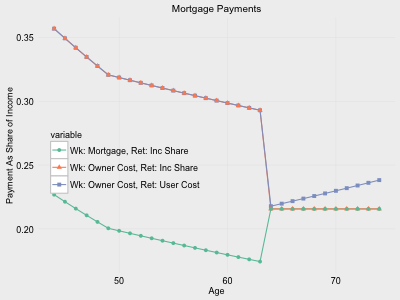 Mortgage Payments
Payment As Share of Income
0.35
0.30
0.25
0.20
variable
Wk: Mortgage, Ret: Inc Share
Wk: Owner Cost, Ret: Inc Share
Wk: Owner Cost, Ret: User Cost
50
60
70
Age